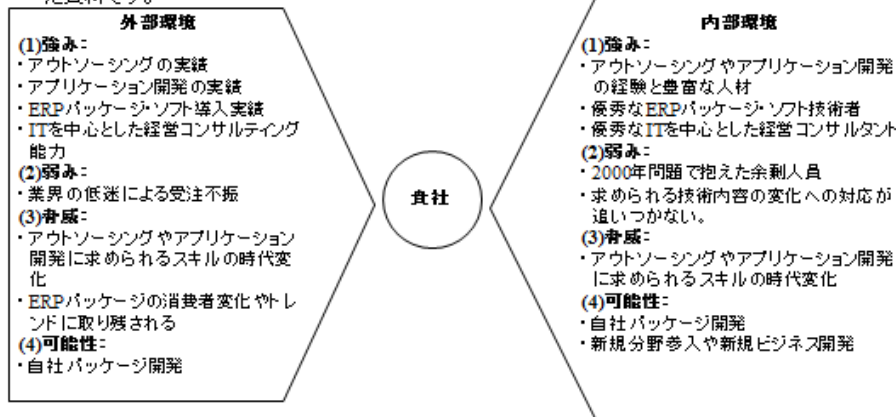 た資料です。
外部環境
(1)強み:
・アウトソーシングの実績
・アプリケーション開発の実績
・ERPパッケージ・ソフト導入実績
・ITを中心とした経営コンサルティング
能力
(2)弱み:
・業界の低迷による受注不振
(3)脅威:
・アウトソーシングやアプリケーション
開発に求められるスキルの時代変
化
・ERPパッケージの消費者変化やトレ
ンドに取り残される
(4)可能性:
・自社パッケージ開発
貴社
内部環境
(1)強み:
・アウトソーシングやアプリケーション開発
の経験と豊富な人材
・優秀なERPパッケージ・ソフト技術者
・優秀なITを中心とした経営コンサルタント
(2)弱み:
・2000年問題で抱えた余剰人員
・求められる技術内容の変化への対応が
追いつかない。
(3)脅威:
・アウトソーシングやアプリケーション開発
に求められるスキルの時代変化
(4)可能性:
・自社パッケージ開発
・新規分野参入や新規ビジネス開発